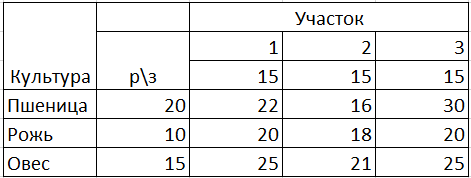 Участок
1 2 3
Культура р\з 15 15 15
Пшеница 20 22 16 30
Рожь 10 20 18 20
Овес 15 25 21 25